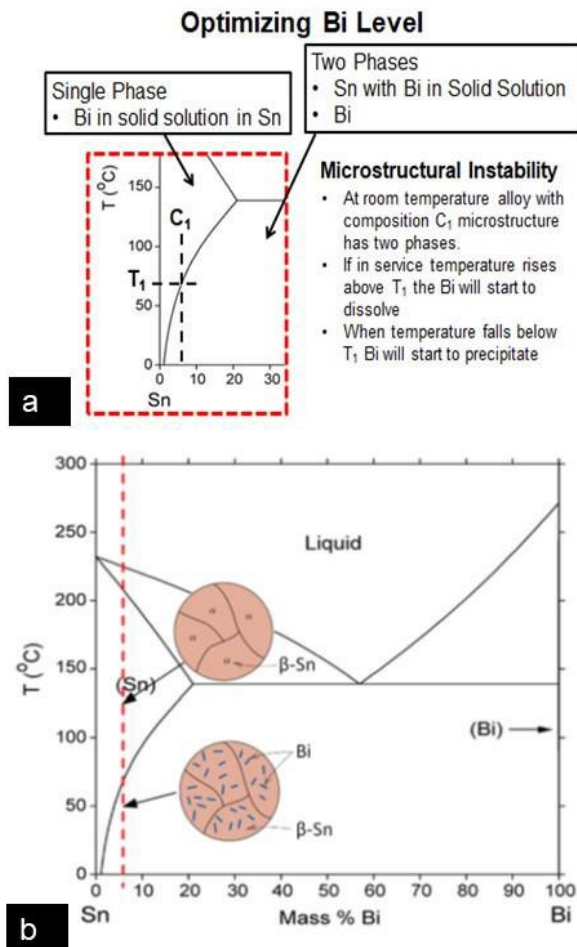 Optimizing Bi Level
Single Phase
• Bi in solid solution in Sn
Two Phases
• Sn with Bi in Solid Solution
• Bi
Microstructural Instability
• At room temperature alloy with
composition C₁ microstructure
has two phases.
• If in service temperature rises
above T₁ the Bi will start to
dissolve
• When temperature falls below
T₁ Bi will start to precipitate
T (°C)
150
100
50
0
C₁
T₁
0 10 20 30
Sn
a
300
250
200
150
100
50
0
T (°C)
Liquid
α
α
α
α
β-Sn
(Sn)
(Bi)
Bi
β-Sn
0 10 20 30 40 50 60 70 80 90 100
Sn
Mass % Bi
Bi
b